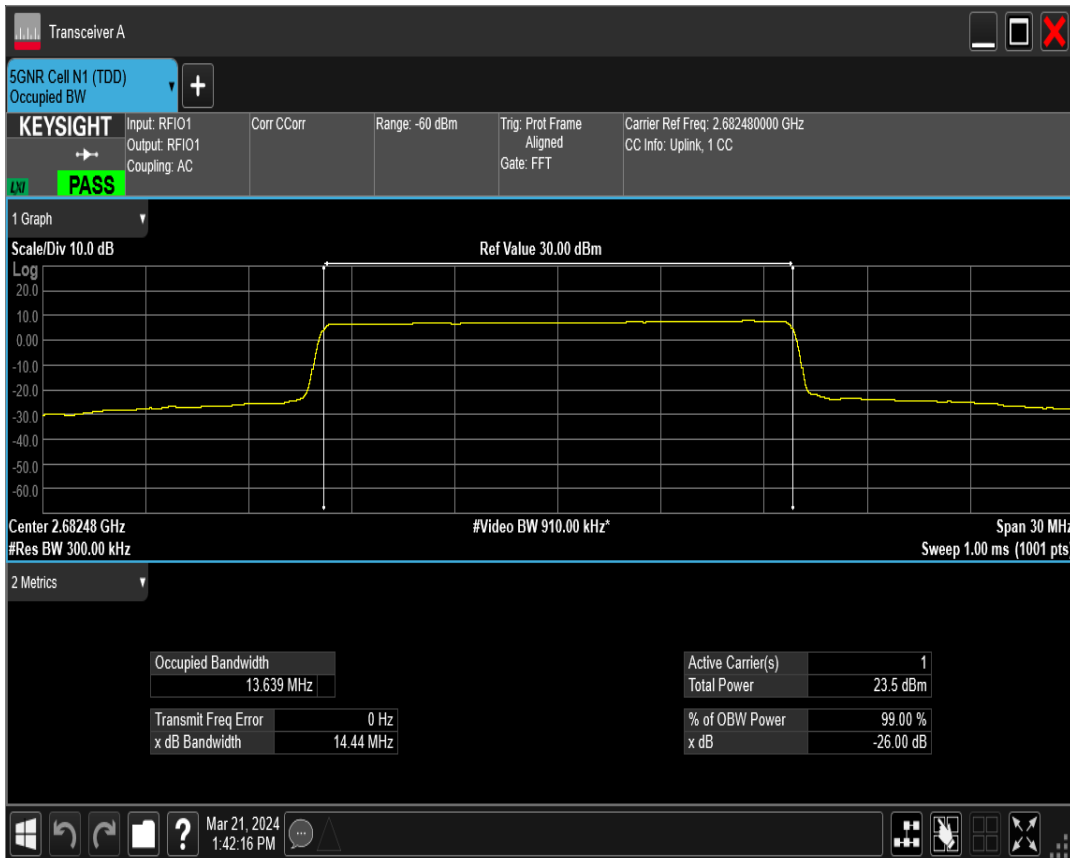 Transceiver A
5GNR Cell N1 (TDD)
Occupied BW
+
KEYSIGHT
LXI
PASS
Input: RFIO1
Output: RFIO1
Coupling: AC
Corr CCorr
Range: -60 dBm
Trig: Prot Frame
Aligned
Gate: FFT
Carrier Ref Freq: 2.682480000 GHz
CC Info: Uplink, 1 CC
1 Graph
Scale/Div 10.0 dB
Ref Value 30.00 dBm
Log
20.0
10.0
0.00
-10.0
-20.0
-30.0
-40.0
-50.0
-60.0
Center 2.68248 GHz
#Video BW 910.00 kHz*
Span 30 MHz
#Res BW 300.00 kHz
Sweep 1.00 ms (1001 pts)
2 Metrics
Occupied Bandwidth
13.639 MHz
Transmit Freq Error 0 Hz
x dB Bandwidth 14.44 MHz
Active Carrier(s) 1
Total Power 23.5 dBm
% of OBW Power 99.00 %
x dB -26.00 dB
?
Mar 21, 2024
1:42:16 PM